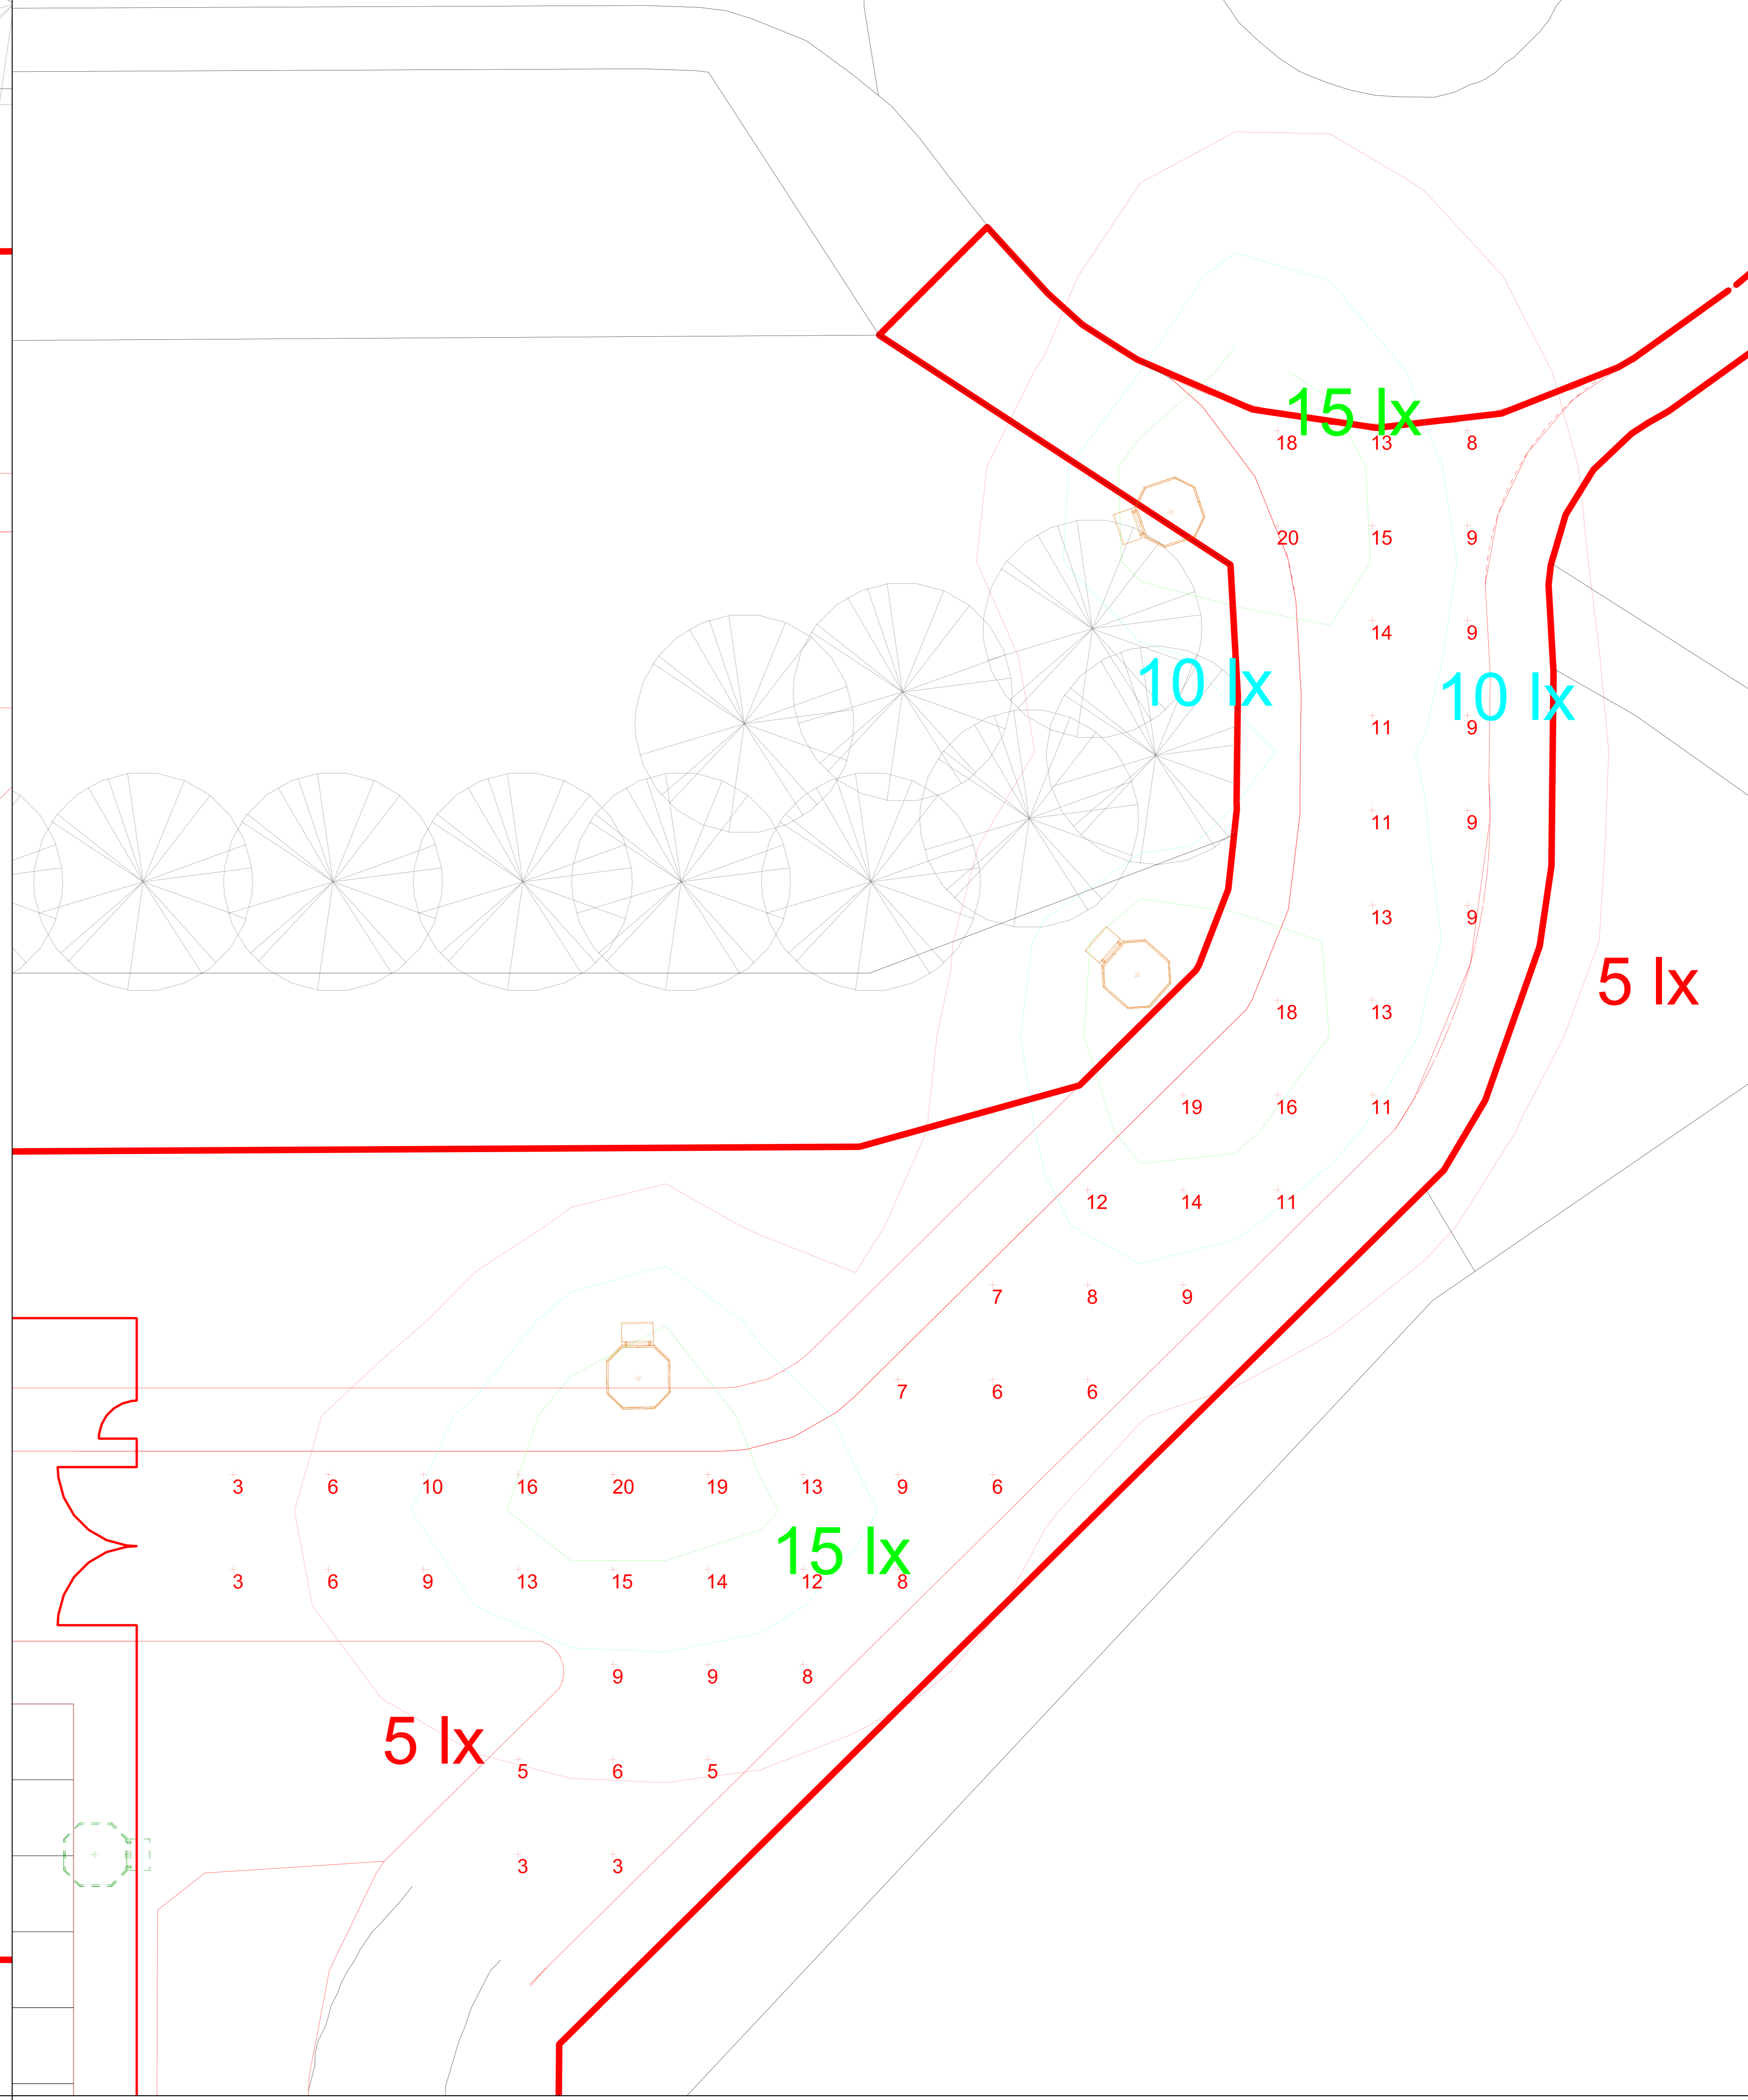 15 lx
18 13 8
20 15 9
14 9
10 lx 10 lx
11 9
11 9
13 9
5 lx
18 13
19 16 11
12 14 11
7 8 9
7 6 6
3 6 10 16 20 19 13 9 6
15 lx
3 6 9 13 15 14 12 8
9 9 8
5 lx
5 6 5
3 3